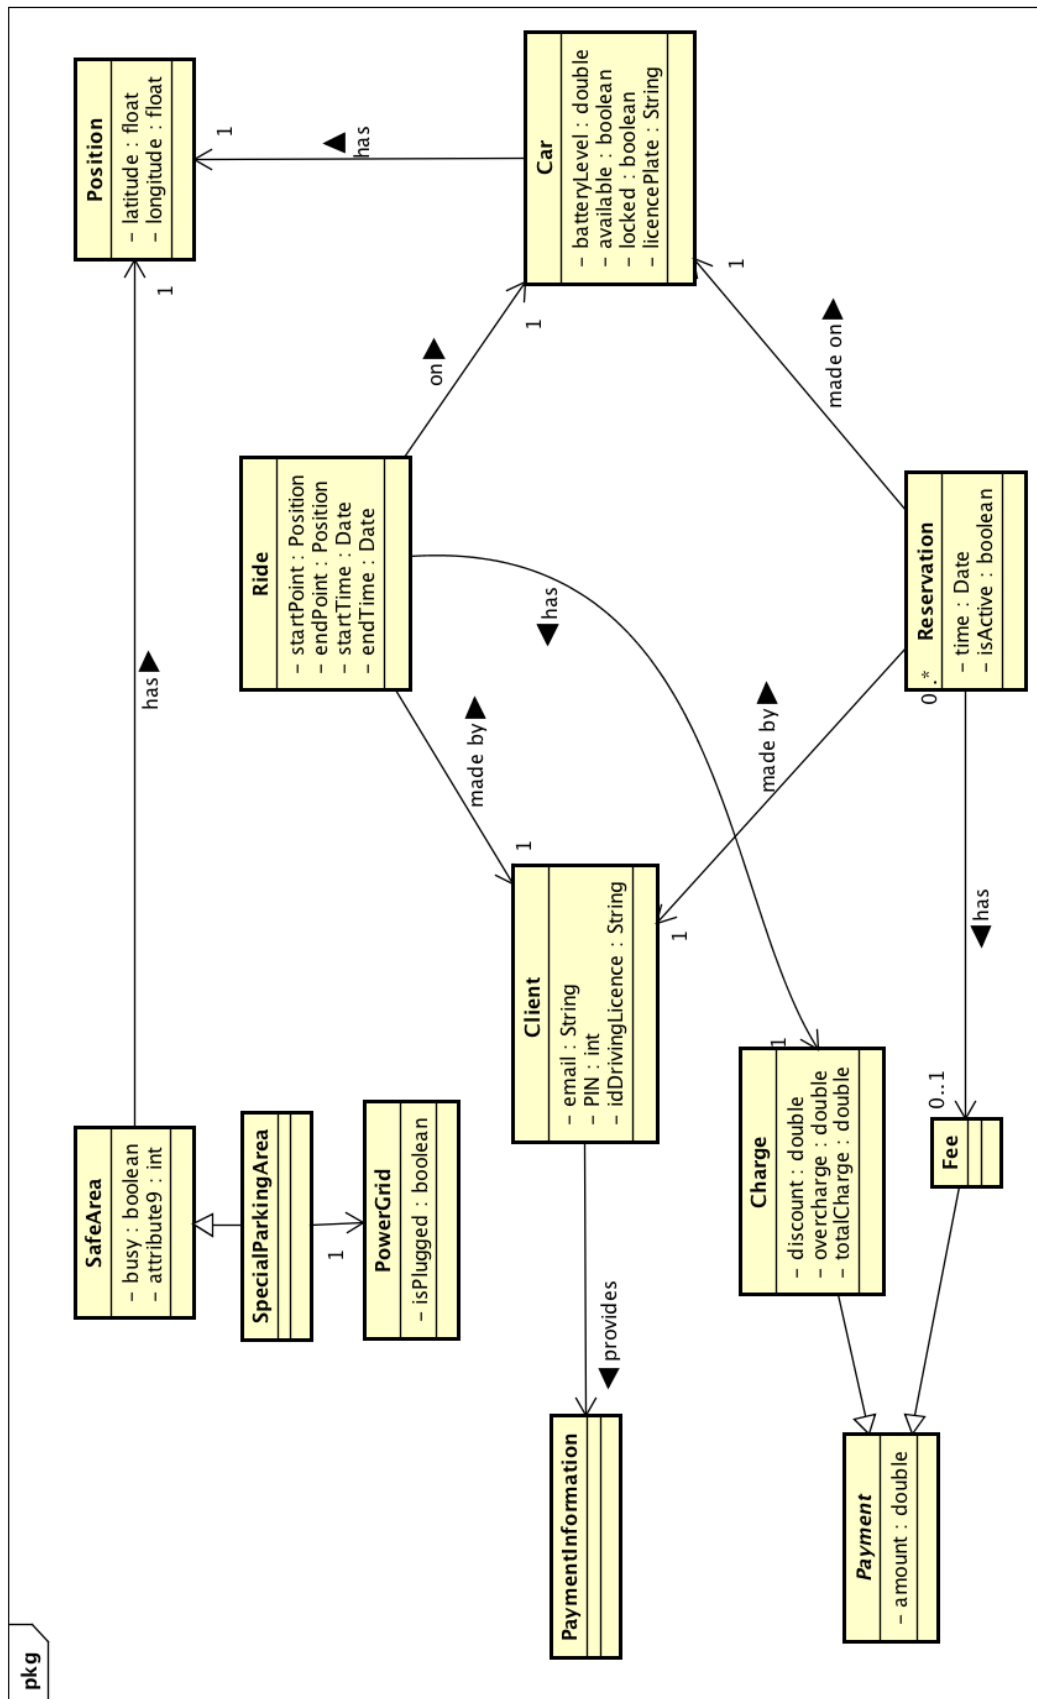 pkg
SafeArea
– busy : boolean
– attribute9 : int
has
1
Position
– latitude : float
– longitude : float
SpecialParkingArea
1
PowerGrid
– isPlugged : boolean
Ride
– startPoint : Position
– endPoint : Position
– startTime : Date
– endTime : Date
has
1
on
1
made by
1
has
1
Car
– batteryLevel : double
– available : boolean
– locked : boolean
– licencePlate : String
PaymentInformation
provides
Client
– email : String
– PIN : int
– idDrivingLicence : String
1
made by
made on
1
Payment
– amount : double
Charge
– discount : double
– overcharge : double
– totalCharge : double
Fee
0..1
has
0..*
Reservation
– time : Date
– isActive : boolean